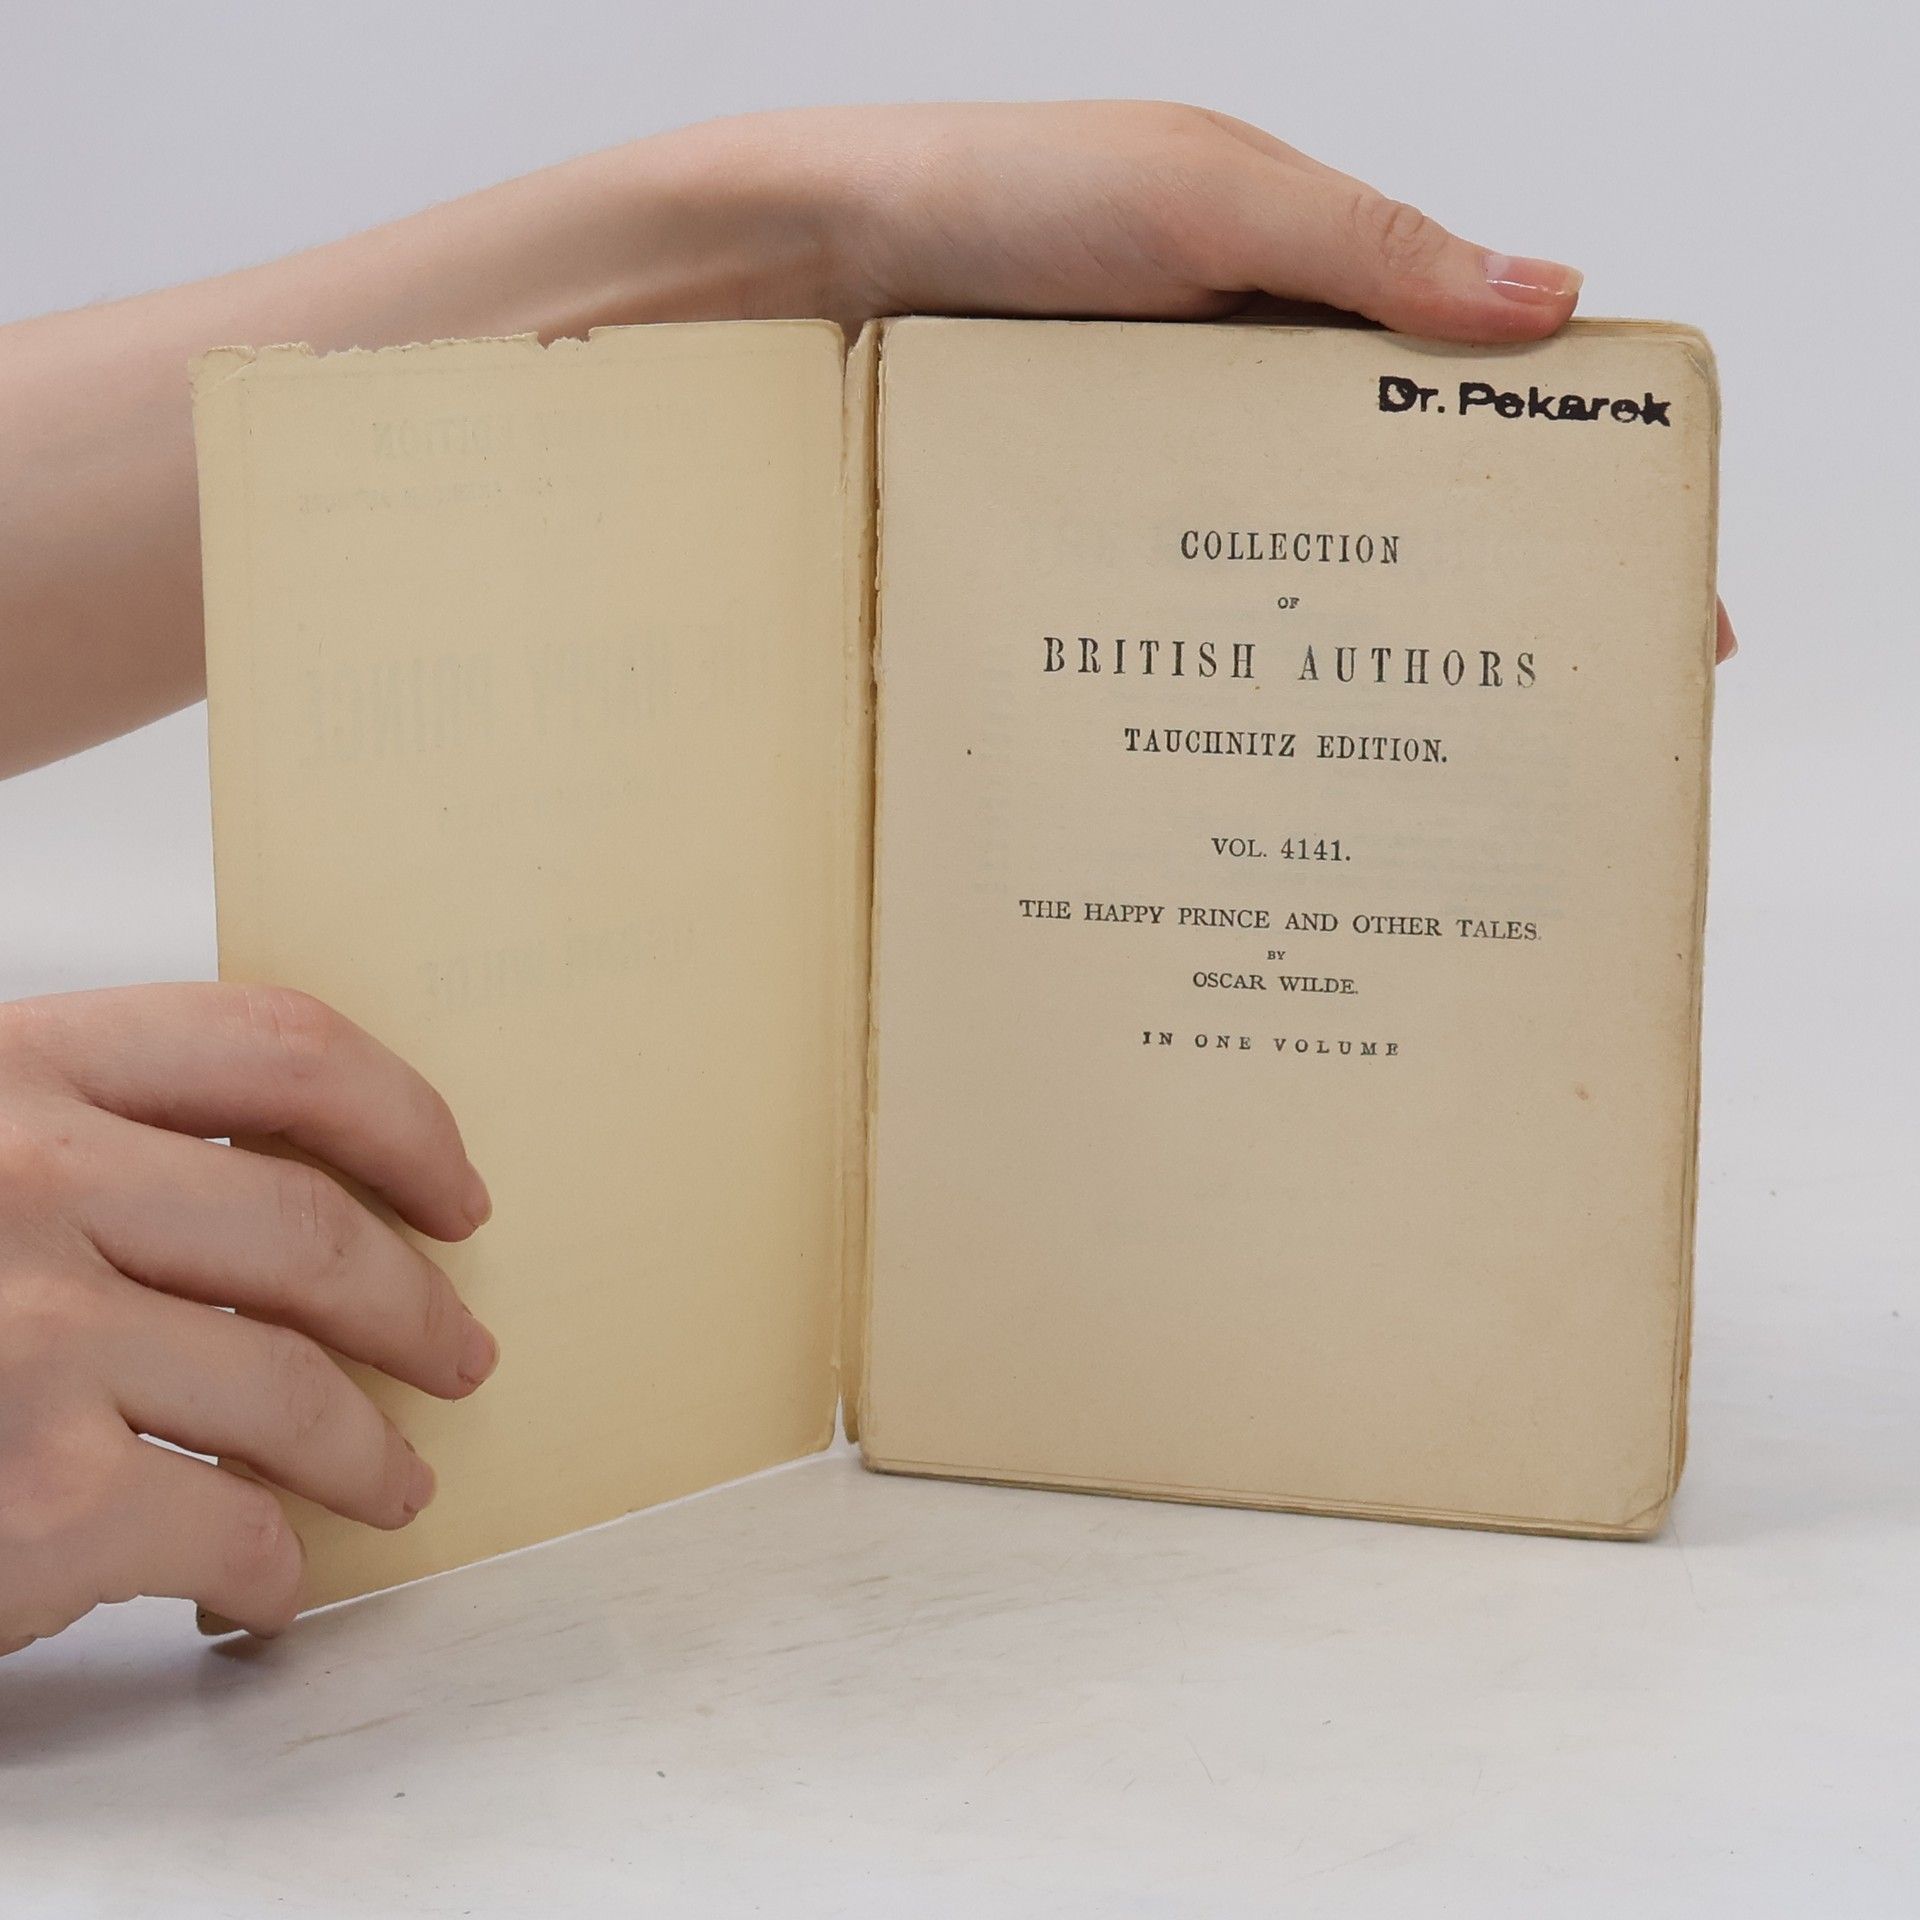 Dr. Pekarek
COLLECTION
OF
BRITISH AUTHORS
TAUCHNITZ EDITION.
VOL. 4141.
THE HAPPY PRINCE AND OTHER TALES.
BY
OSCAR WILDE.
IN ONE VOLUME